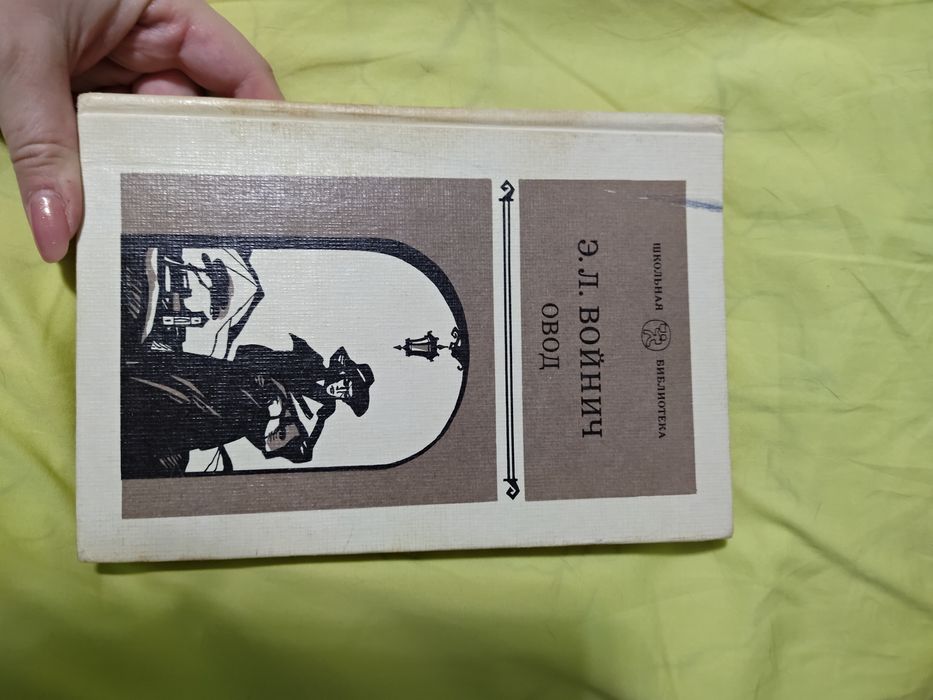 ШКОЛЬНАЯ БИБЛИОТЕКА
Э. Л. ВОЙНИЧ
ОВОД